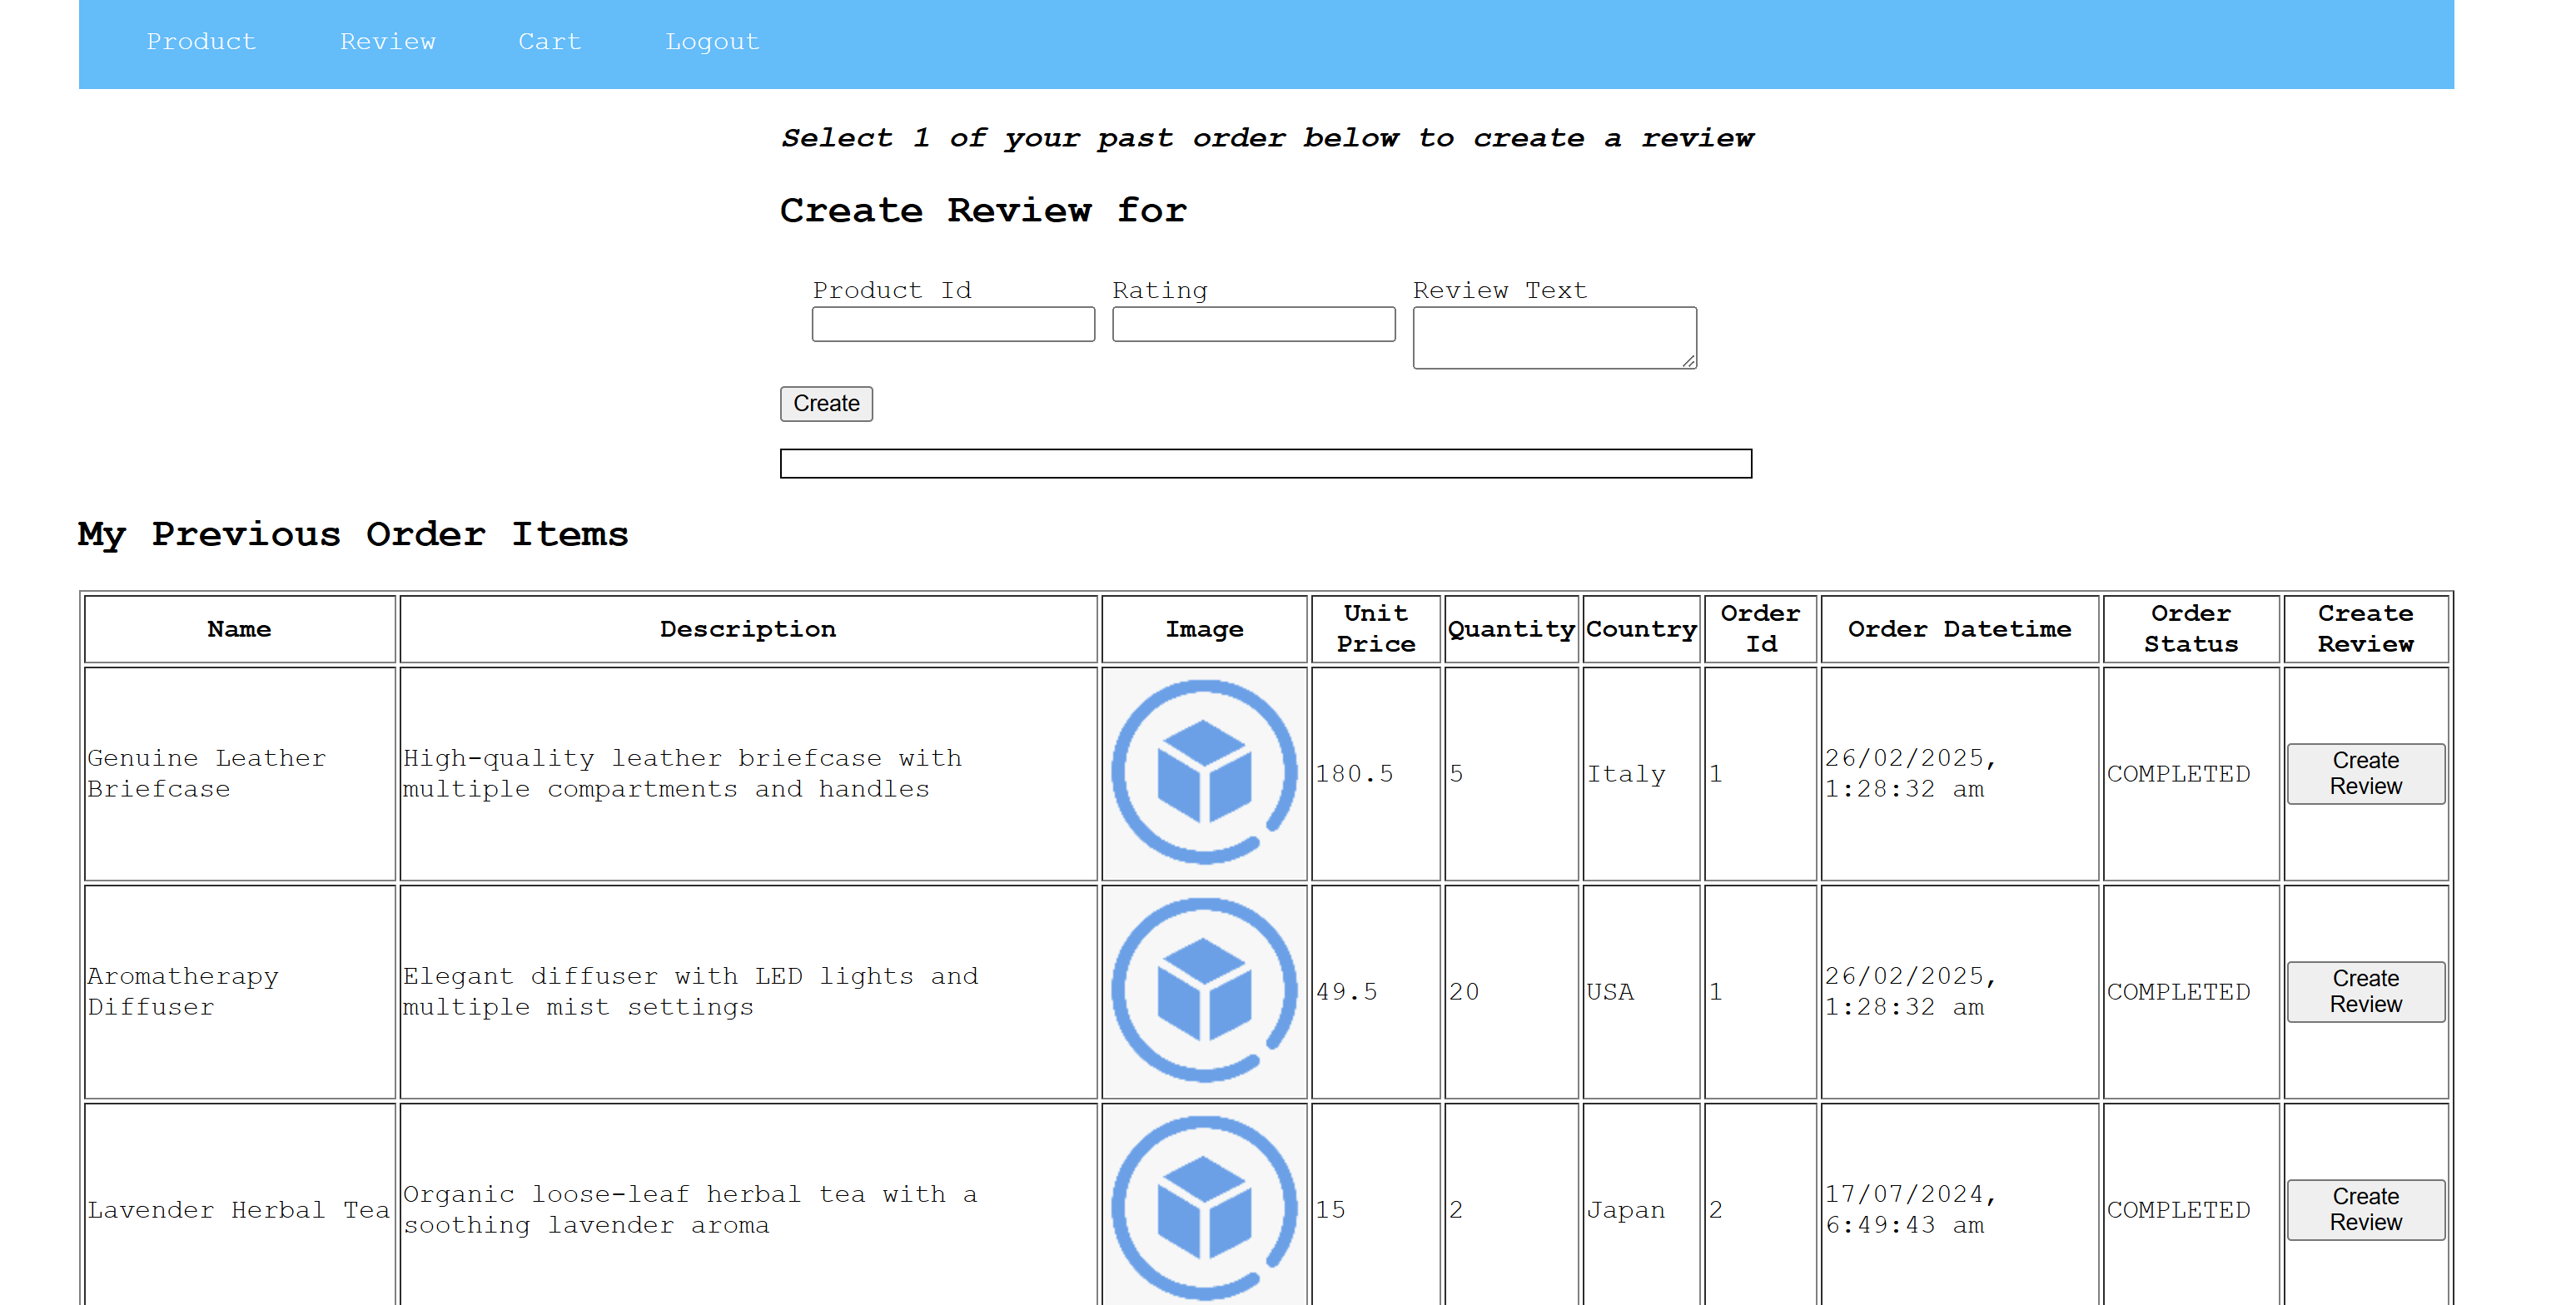 Product Review Cart Logout
Select 1 of your past order below to create a review
Create Review for
Product Id Rating Review Text
Create
My Previous Order Items
Name Description Image Unit Price Quantity Country Order Id Order Datetime Order Status Create Review
Genuine Leather Briefcase High-quality leather briefcase with multiple compartments and handles 180.5 5 Italy 1 26/02/2025, 1:28:32 am COMPLETED Create Review
Aromatherapy Diffuser Elegant diffuser with LED lights and multiple mist settings 49.5 20 USA 1 26/02/2025, 1:28:32 am COMPLETED Create Review
Lavender Herbal Tea Organic loose-leaf herbal tea with a soothing lavender aroma 15 2 Japan 2 17/07/2024, 6:49:43 am COMPLETED Create Review